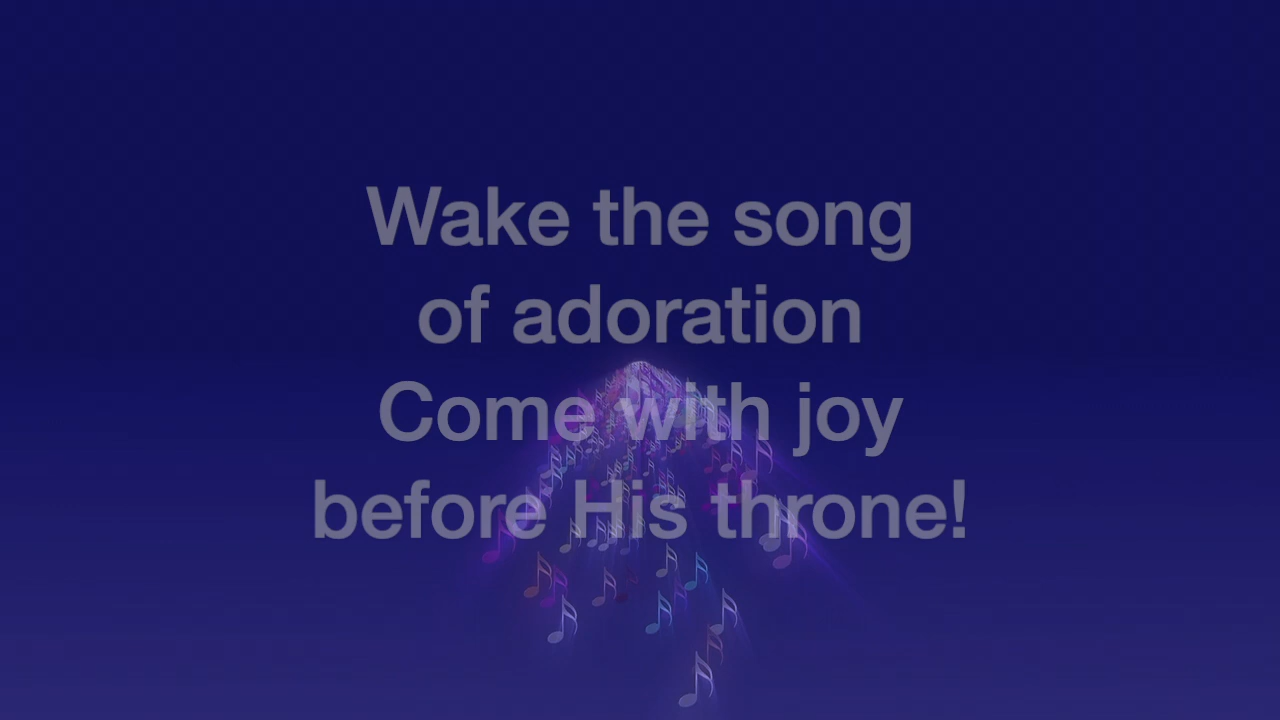 Wake the song
of adoration
Come with joy
before His throne!